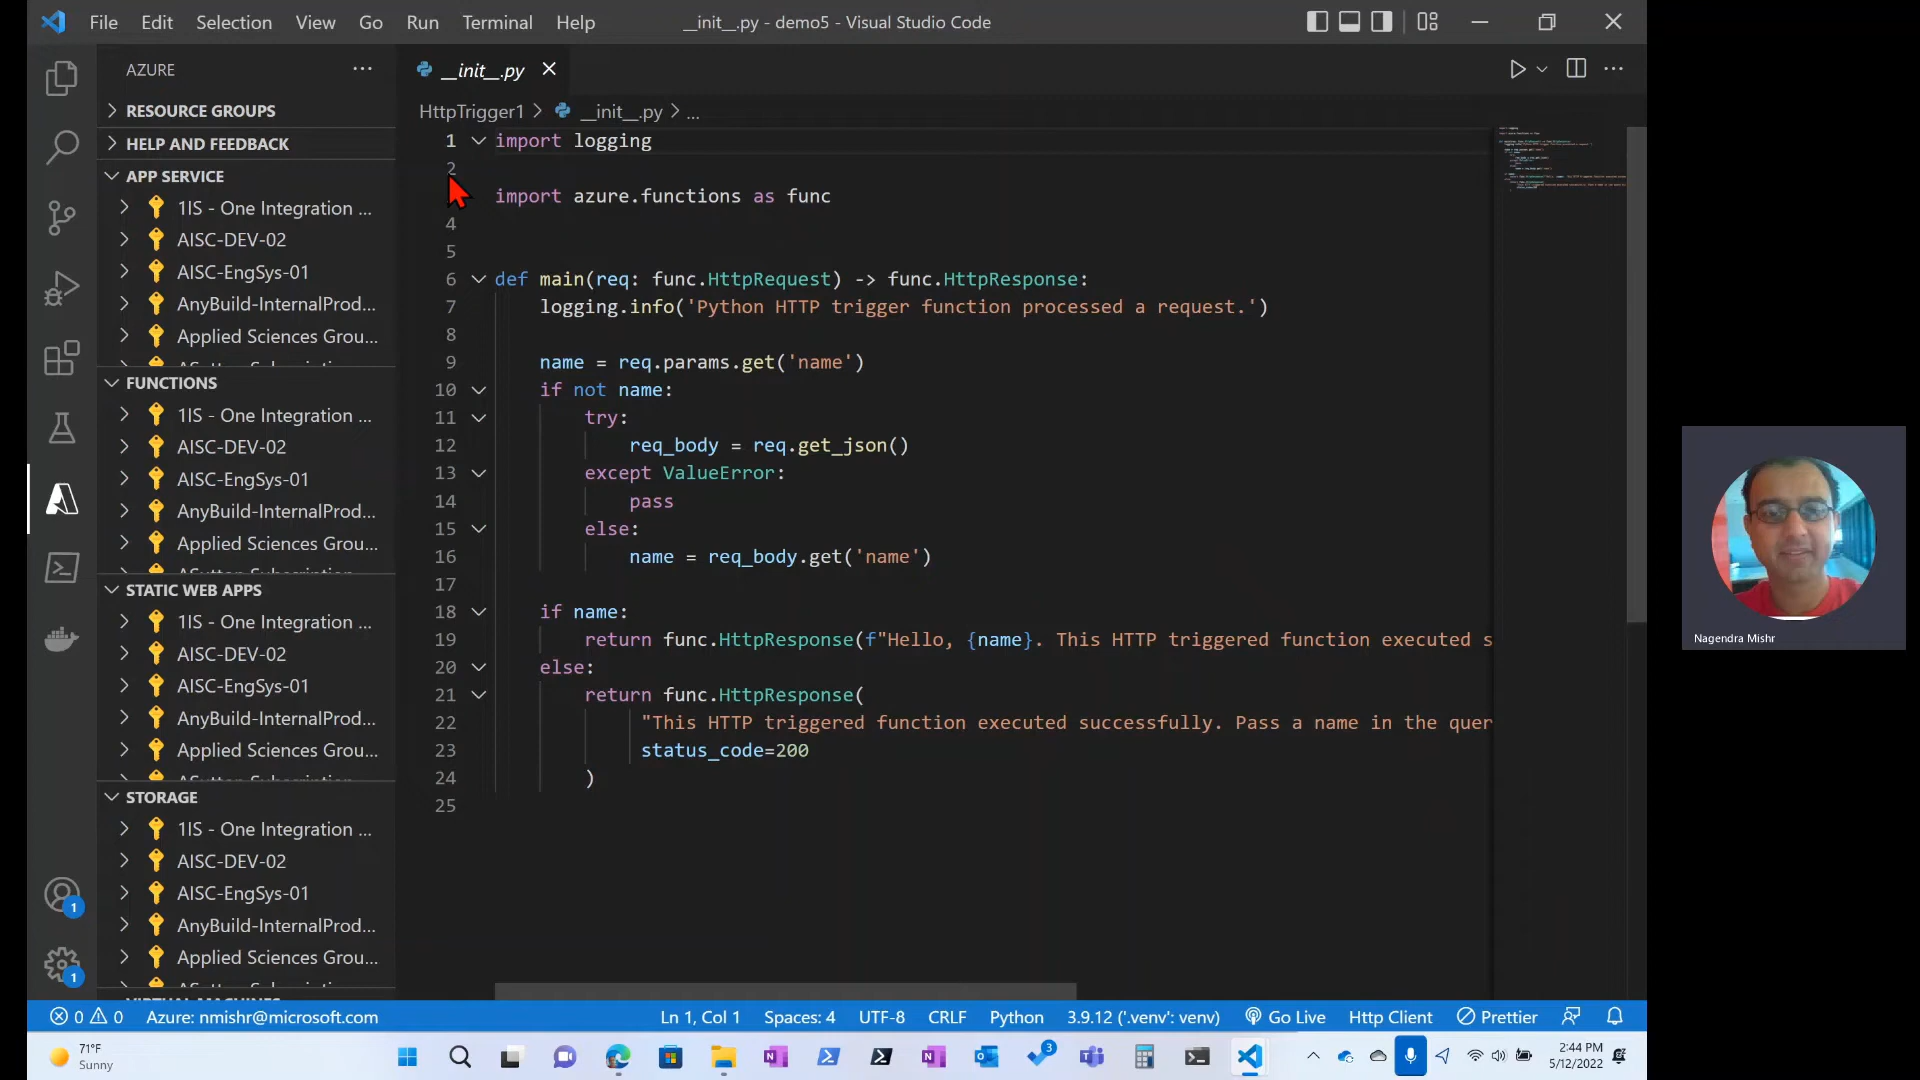 File Edit Selection View Go Run Terminal Help __init__.py - demo5 - Visual Studio Code
AZURE
__init__.py
RESOURCE GROUPS
HELP AND FEEDBACK
APP SERVICE
1IS - One Integration ...
AISC-DEV-02
AISC-EngSys-01
AnyBuild-InternalProd...
Applied Sciences Grou...
FUNCTIONS
1IS - One Integration ...
AISC-DEV-02
AISC-EngSys-01
AnyBuild-InternalProd...
Applied Sciences Grou...
STATIC WEB APPS
1IS - One Integration ...
AISC-DEV-02
AISC-EngSys-01
AnyBuild-InternalProd...
Applied Sciences Grou...
STORAGE
1IS - One Integration ...
AISC-DEV-02
AISC-EngSys-01
AnyBuild-InternalProd...
Applied Sciences Grou...
HttpTrigger1 > __init__.py > ...
1 import logging
2
import azure.functions as func
4
5
6 def main(req: func.HttpRequest) -> func.HttpResponse:
7 logging.info('Python HTTP trigger function processed a request.')
8
9 name = req.params.get('name')
10 if not name:
11 try:
12 req_body = req.get_json()
13 except ValueError:
14 pass
15 else:
16 name = req_body.get('name')
17
18 if name:
19 return func.HttpResponse(f"Hello, {name}. This HTTP triggered function executed s
20 else:
21 return func.HttpResponse(
22 "This HTTP triggered function executed successfully. Pass a name in the quer
23 status_code=200
24 )
25
Nagendra Mishr
0 0 Azure: nmishr@microsoft.com Ln 1, Col 1 Spaces: 4 UTF-8 CRLF Python 3.9.12 ('.venv': venv) Go Live Http Client Prettier
71°F
Sunny
2:44 PM
5/12/2022
1
1
3